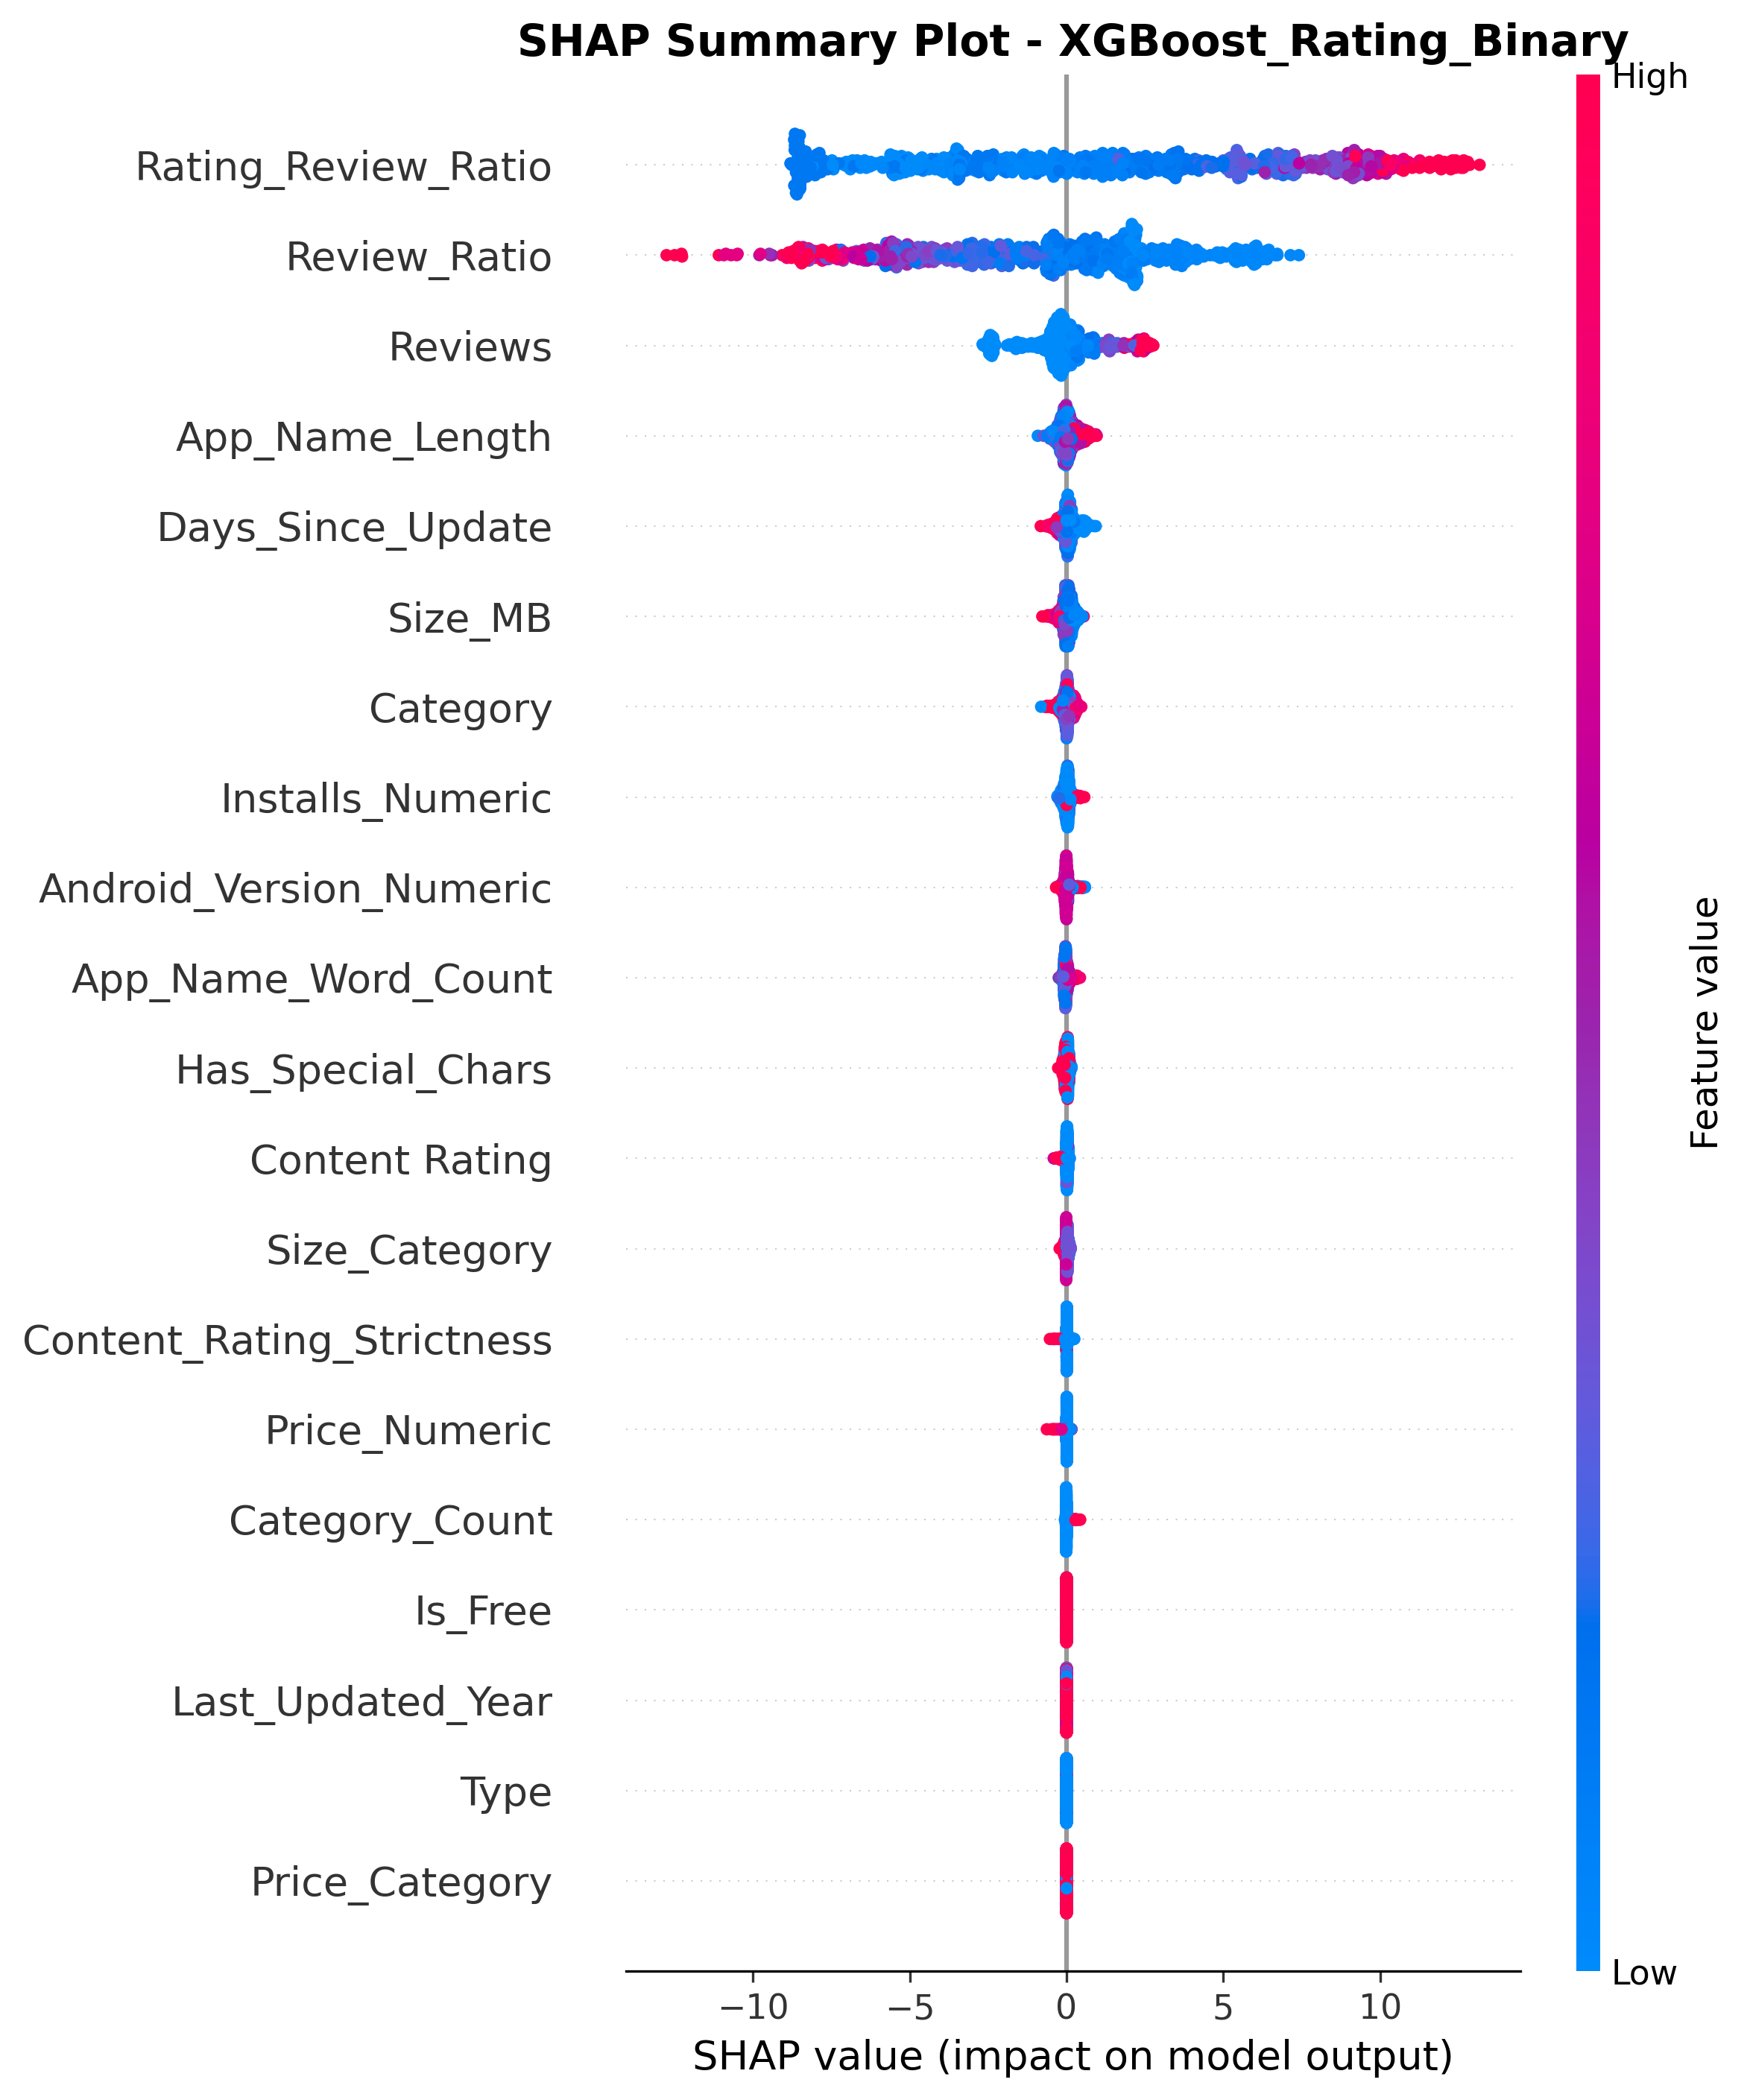 SHAP Summary Plot - XGBoost_Rating_Binary
High
Rating_Review_Ratio
Review_Ratio
Reviews
App_Name_Length
Days_Since_Update
Size_MB
Category
Installs_Numeric
Android_Version_Numeric
App_Name_Word_Count
Has_Special_Chars
Content Rating
Size_Category
Content_Rating_Strictness
Price_Numeric
Category_Count
Is_Free
Last_Updated_Year
Type
Price_Category
Feature value
Low
−10 −5 0 5 10
SHAP value (impact on model output)